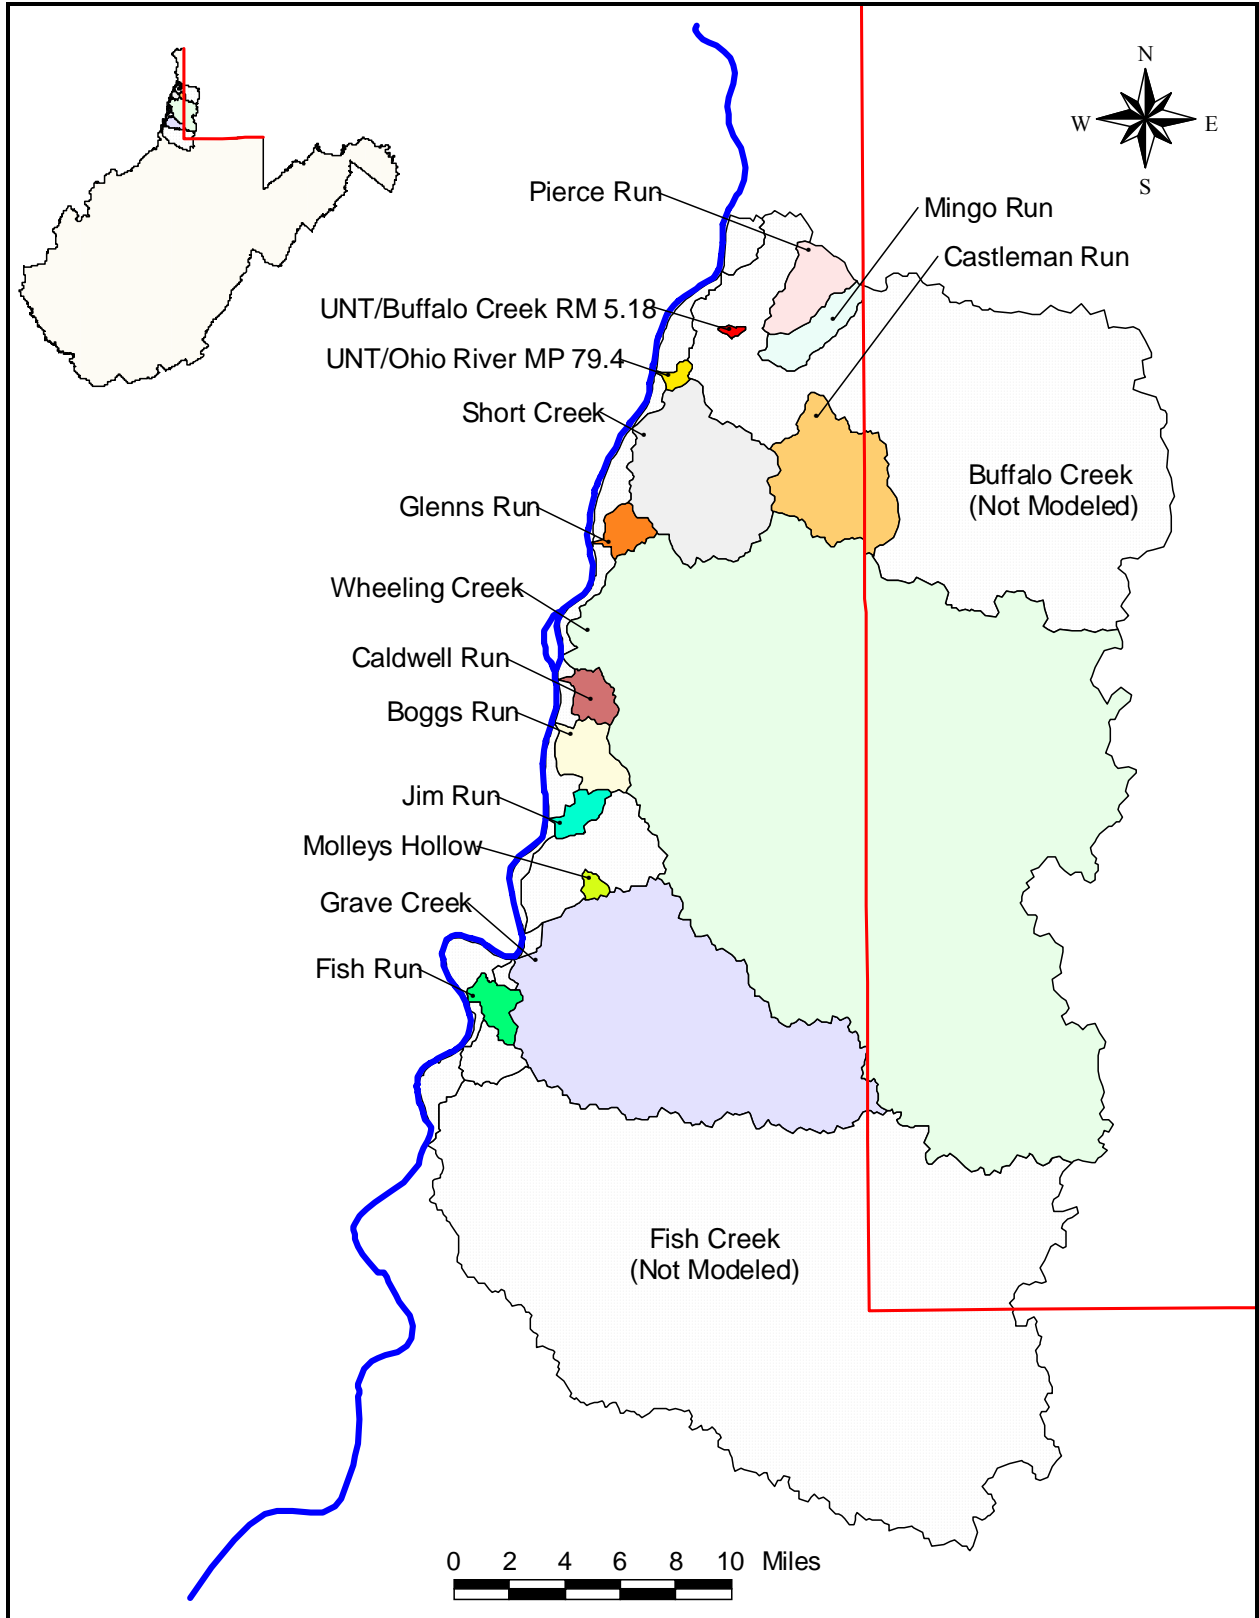 N
W E
S
Pierce Run
Mingo Run
Castleman Run
UNT/Buffalo Creek RM 5.18
UNT/Ohio River MP 79.4
Short Creek
Buffalo Creek
(Not Modeled)
Glenns Run
Wheeling Creek
Caldwell Run
Boggs Run
Jim Run
Molleys Hollow
Grave Creek
Fish Run
Fish Creek
(Not Modeled)
0 2 4 6 8 10 Miles